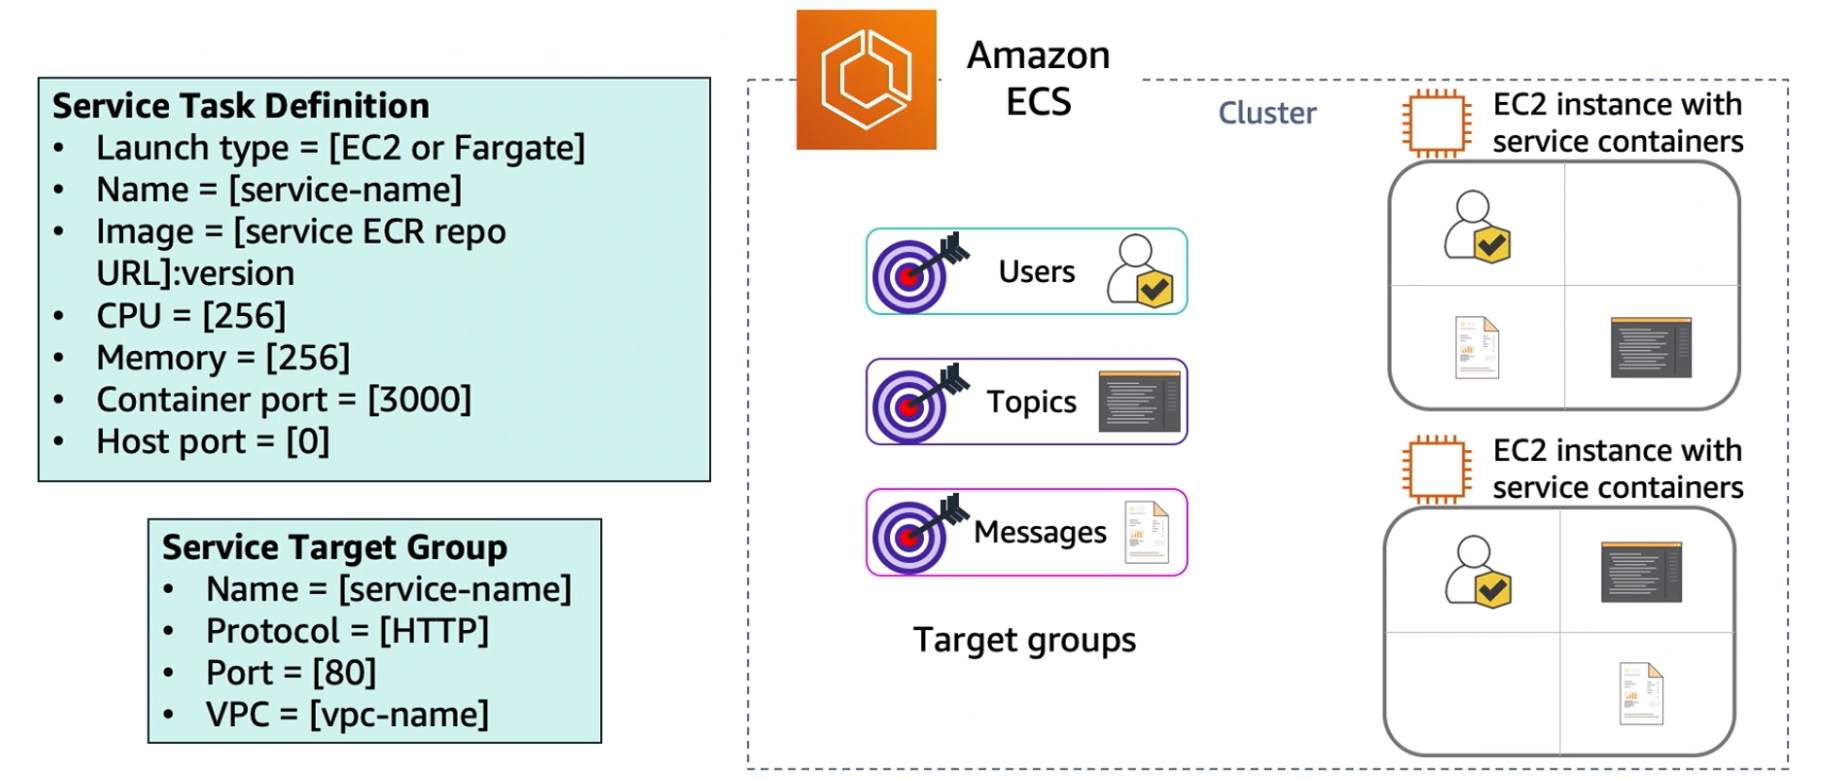 Service Task Definition
• Launch type = [EC2 or Fargate]
• Name = [service-name]
• Image = [service ECR repo
URL]:version
• CPU = [256]
• Memory = [256]
• Container port = [3000]
• Host port = [0]
Service Target Group
• Name = [service-name]
• Protocol = [HTTP]
• Port = [80]
• VPC = [vpc-name]
Amazon
ECS
Cluster
Users
Topics
Messages
Target groups
EC2 instance with
service containers
EC2 instance with
service containers